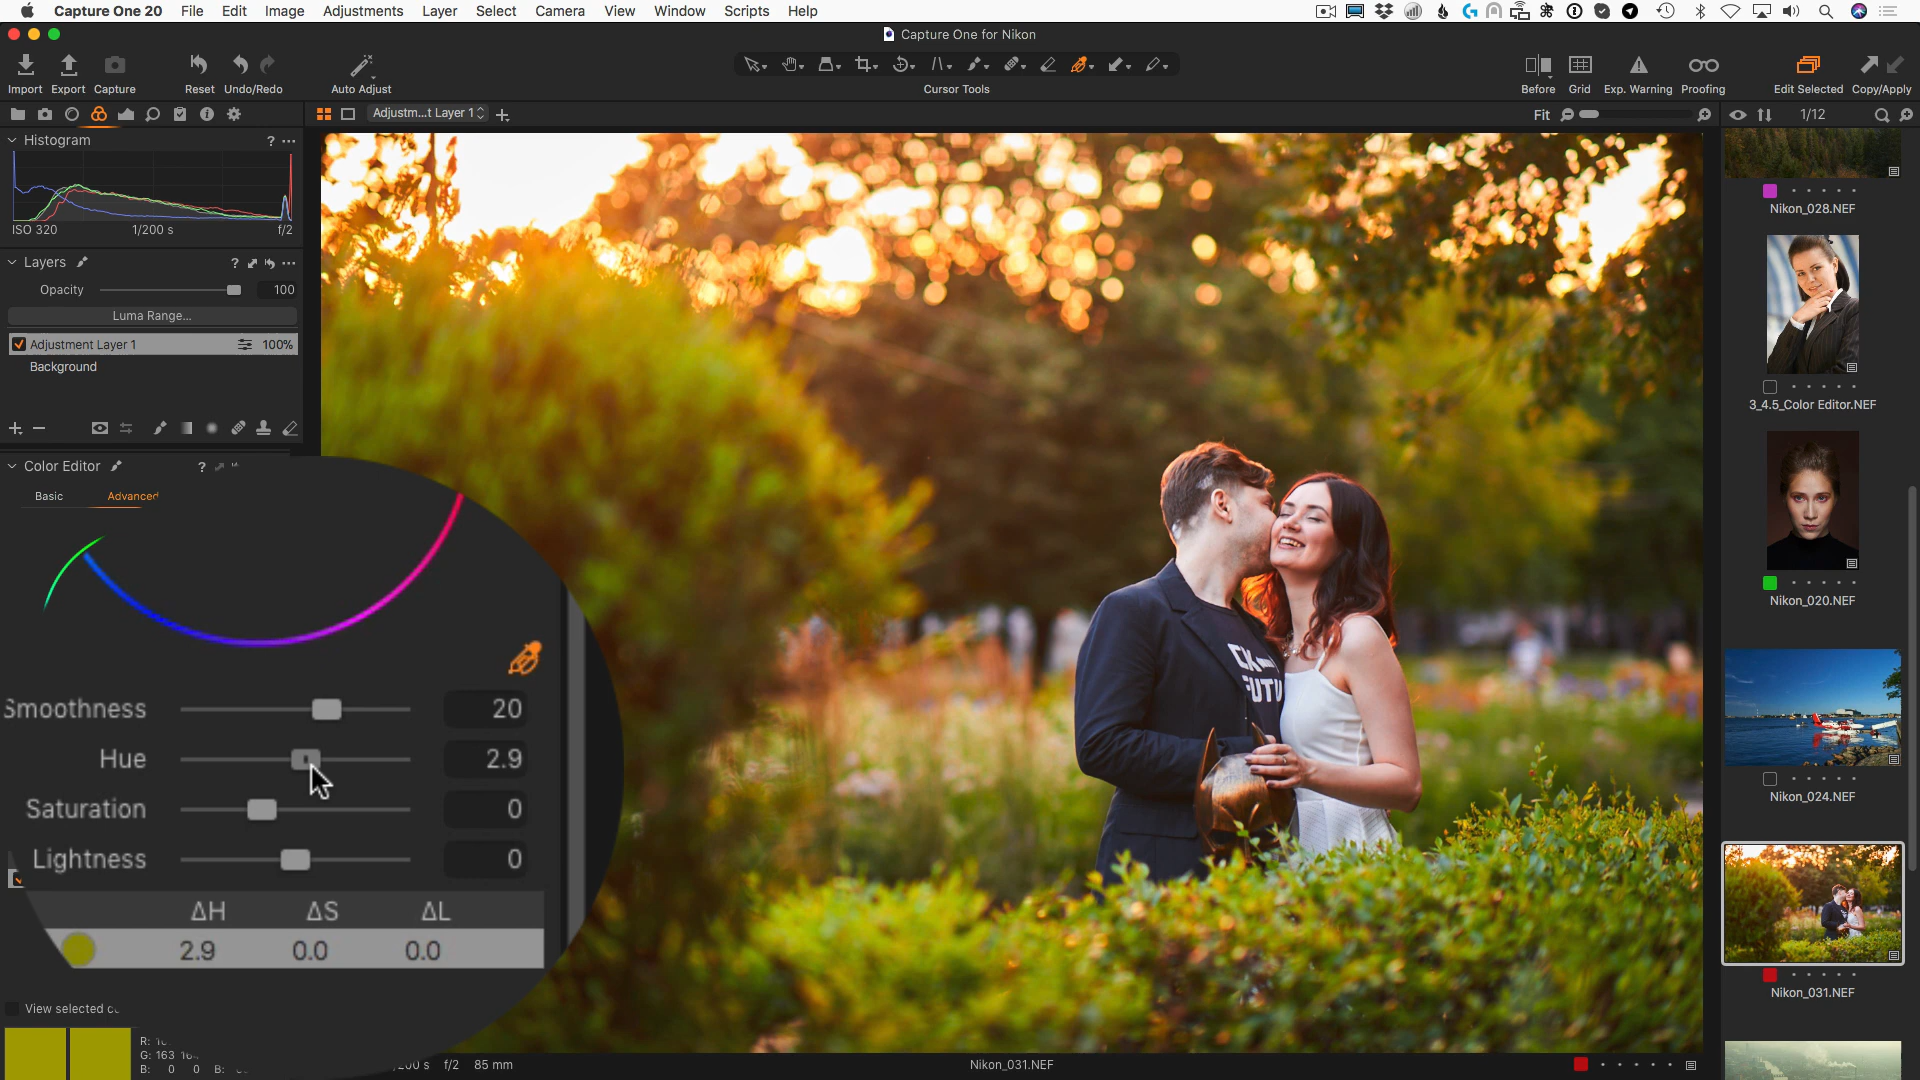 Capture One 20 File Edit Image Adjustments Layer Select Camera View Window Scripts Help
Capture One for Nikon
Import Export Capture Reset Undo/Redo Auto Adjust Cursor Tools Before Grid Exp. Warning Proofing Edit Selected Copy/Apply
Adjustm...t Layer 1 Fit 1/12
Histogram ? ...
ISO 320 1/200 s f/2
Layers ? ...
Opacity 100
Luma Range...
Adjustment Layer 1 100%
Background
Color Editor ?
Basic Advanced
Smoothness 20
Hue 2.9
Saturation 0
Lightness 0
ΔH ΔS ΔL
2.9 0.0 0.0
View selected
R:
G: 163
B: 0 0 B:
f/2 85 mm
Nikon_031.NEF
CK-
FUTU
Nikon_028.NEF
3_4.5_Color Editor.NEF
Nikon_020.NEF
Nikon_024.NEF
Nikon_031.NEF